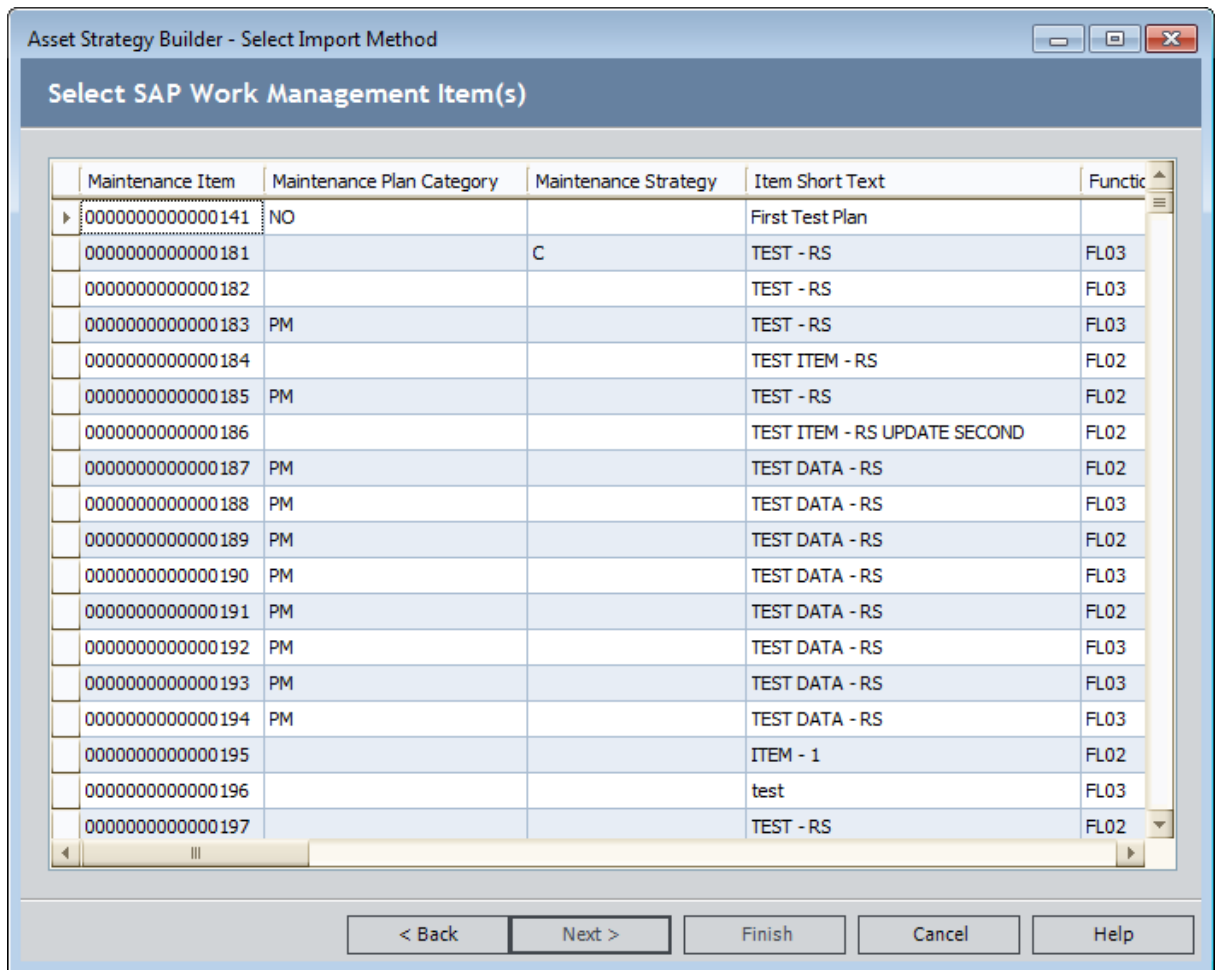 Asset Strategy Builder - Select Import Method
Select SAP Work Management Item(s)
Maintenance Item Maintenance Plan Category Maintenance Strategy Item Short Text Functic
0000000000000141 NO First Test Plan
0000000000000181 C TEST - RS FL03
0000000000000182 TEST - RS FL03
0000000000000183 PM TEST - RS FL03
0000000000000184 TEST ITEM - RS FL02
0000000000000185 PM TEST - RS FL02
0000000000000186 TEST ITEM - RS UPDATE SECOND FL02
0000000000000187 PM TEST DATA - RS FL02
0000000000000188 PM TEST DATA - RS FL03
0000000000000189 PM TEST DATA - RS FL02
0000000000000190 PM TEST DATA - RS FL03
0000000000000191 PM TEST DATA - RS FL02
0000000000000192 PM TEST DATA - RS FL03
0000000000000193 PM TEST DATA - RS FL03
0000000000000194 PM TEST DATA - RS FL03
0000000000000195 ITEM - 1 FL02
0000000000000196 test FL03
0000000000000197 TEST - RS FL02
< Back Next > Finish Cancel Help